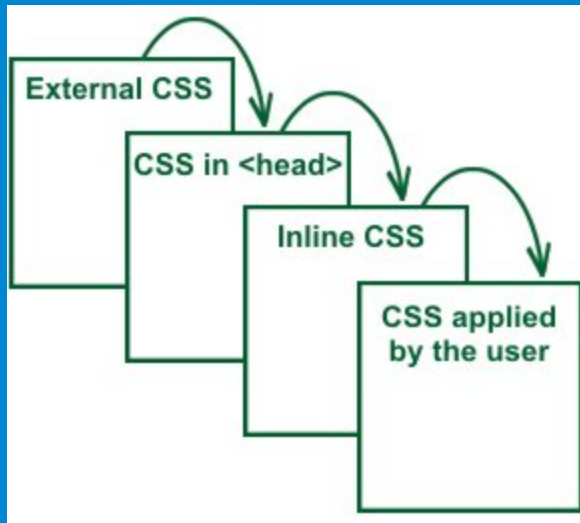 External CSS
CSS in <head>
Inline CSS
CSS applied
by the user